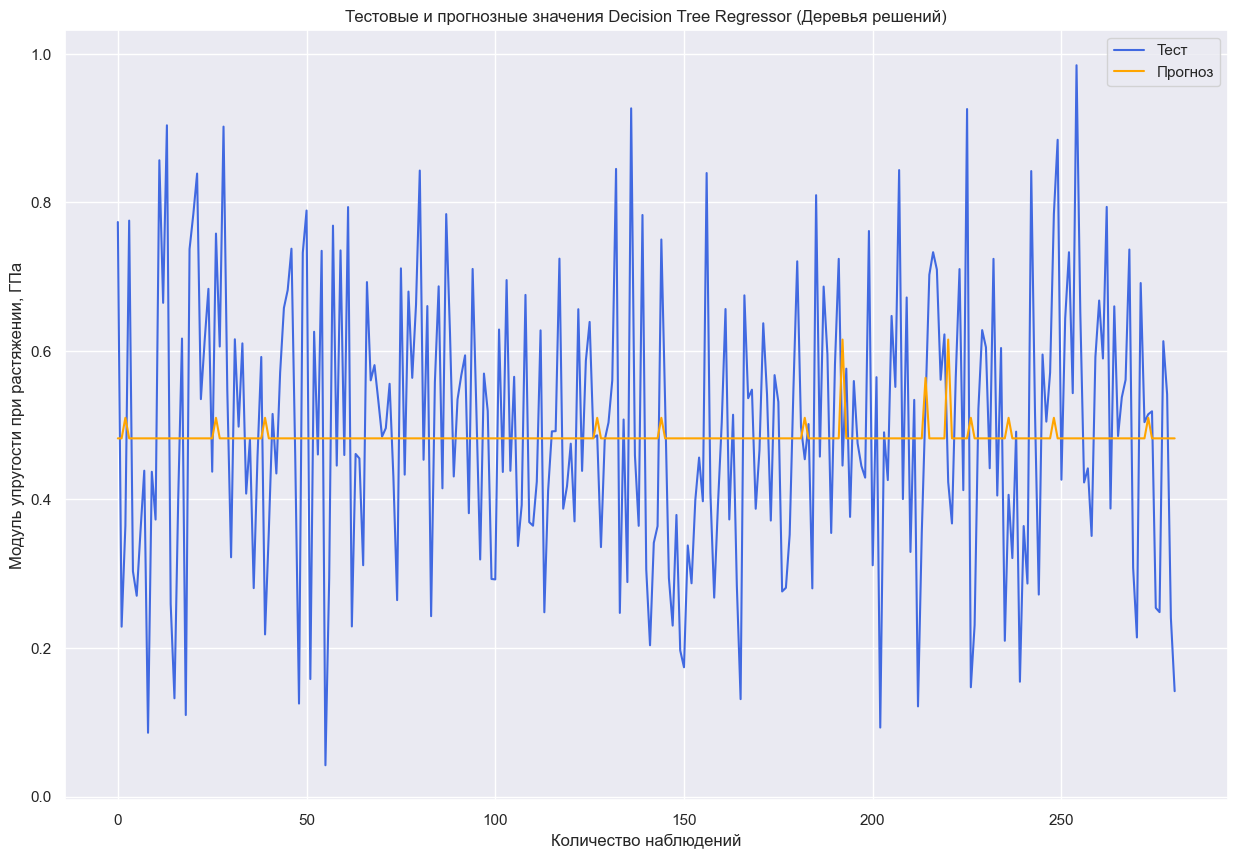 Тестовые и прогнозные значения Decision Tree Regressor (Деревья решений)
Тест
Прогноз
Модуль упругости при растяжении, ГПа
1.0
0.8
0.6
0.4
0.2
0.0
0 50 100 150 200 250
Количество наблюдений